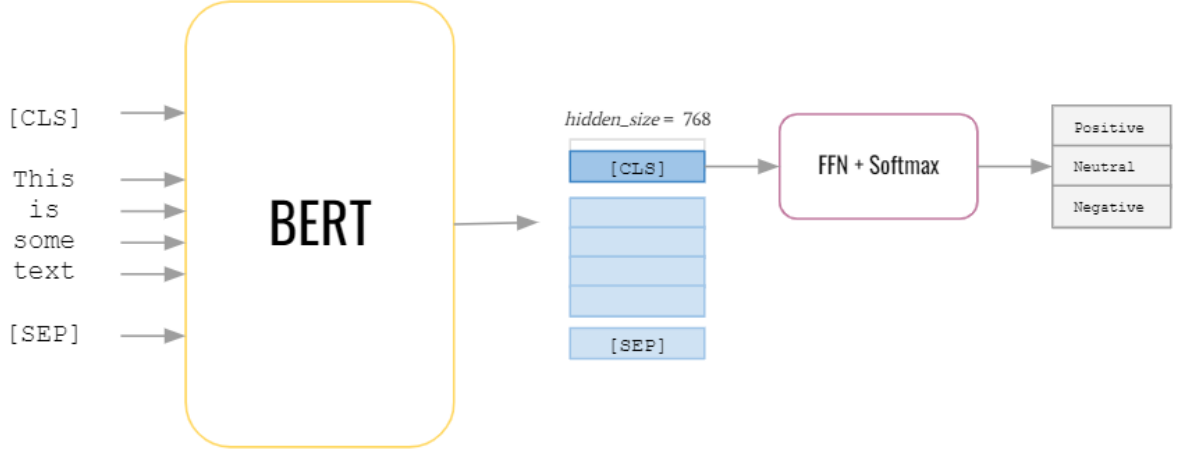 [CLS]
This
is
some
text
[SEP]
BERT
hidden_size = 768
[CLS]
[SEP]
FFN + Softmax
Positive
Neutral
Negative